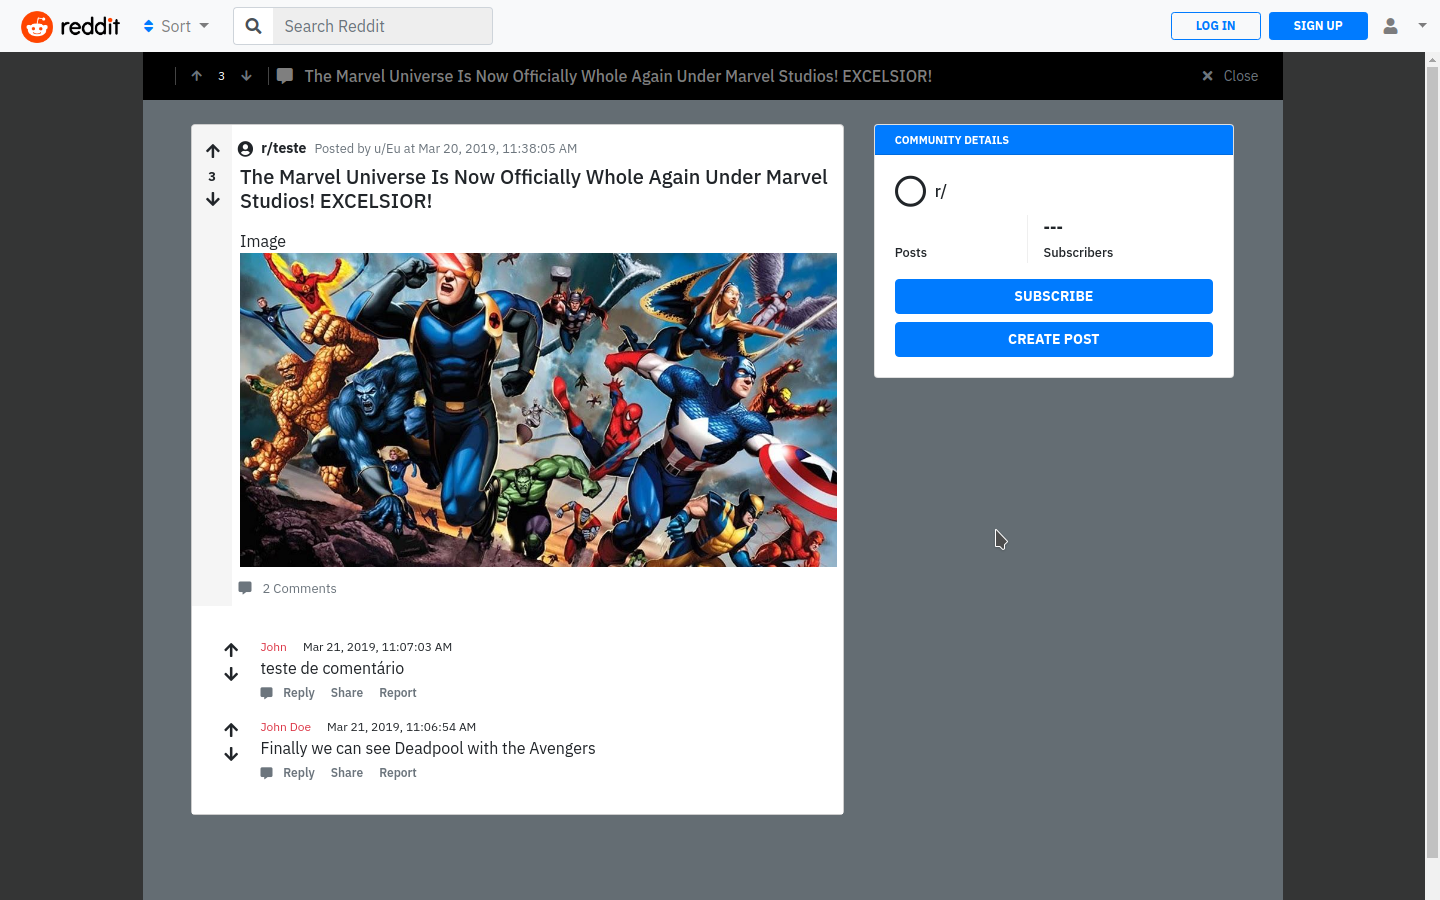 reddit
Sort
Search Reddit
LOG IN
SIGN UP
3
The Marvel Universe Is Now Officially Whole Again Under Marvel Studios! EXCELSIOR!
Close
r/teste Posted by u/Eu at Mar 20, 2019, 11:38:05 AM
3
The Marvel Universe Is Now Officially Whole Again Under Marvel
Studios! EXCELSIOR!
Image
2 Comments
John Mar 21, 2019, 11:07:03 AM
teste de comentário
Reply Share Report
John Doe Mar 21, 2019, 11:06:54 AM
Finally we can see Deadpool with the Avengers
Reply Share Report
COMMUNITY DETAILS
r/
---
Posts
Subscribers
SUBSCRIBE
CREATE POST